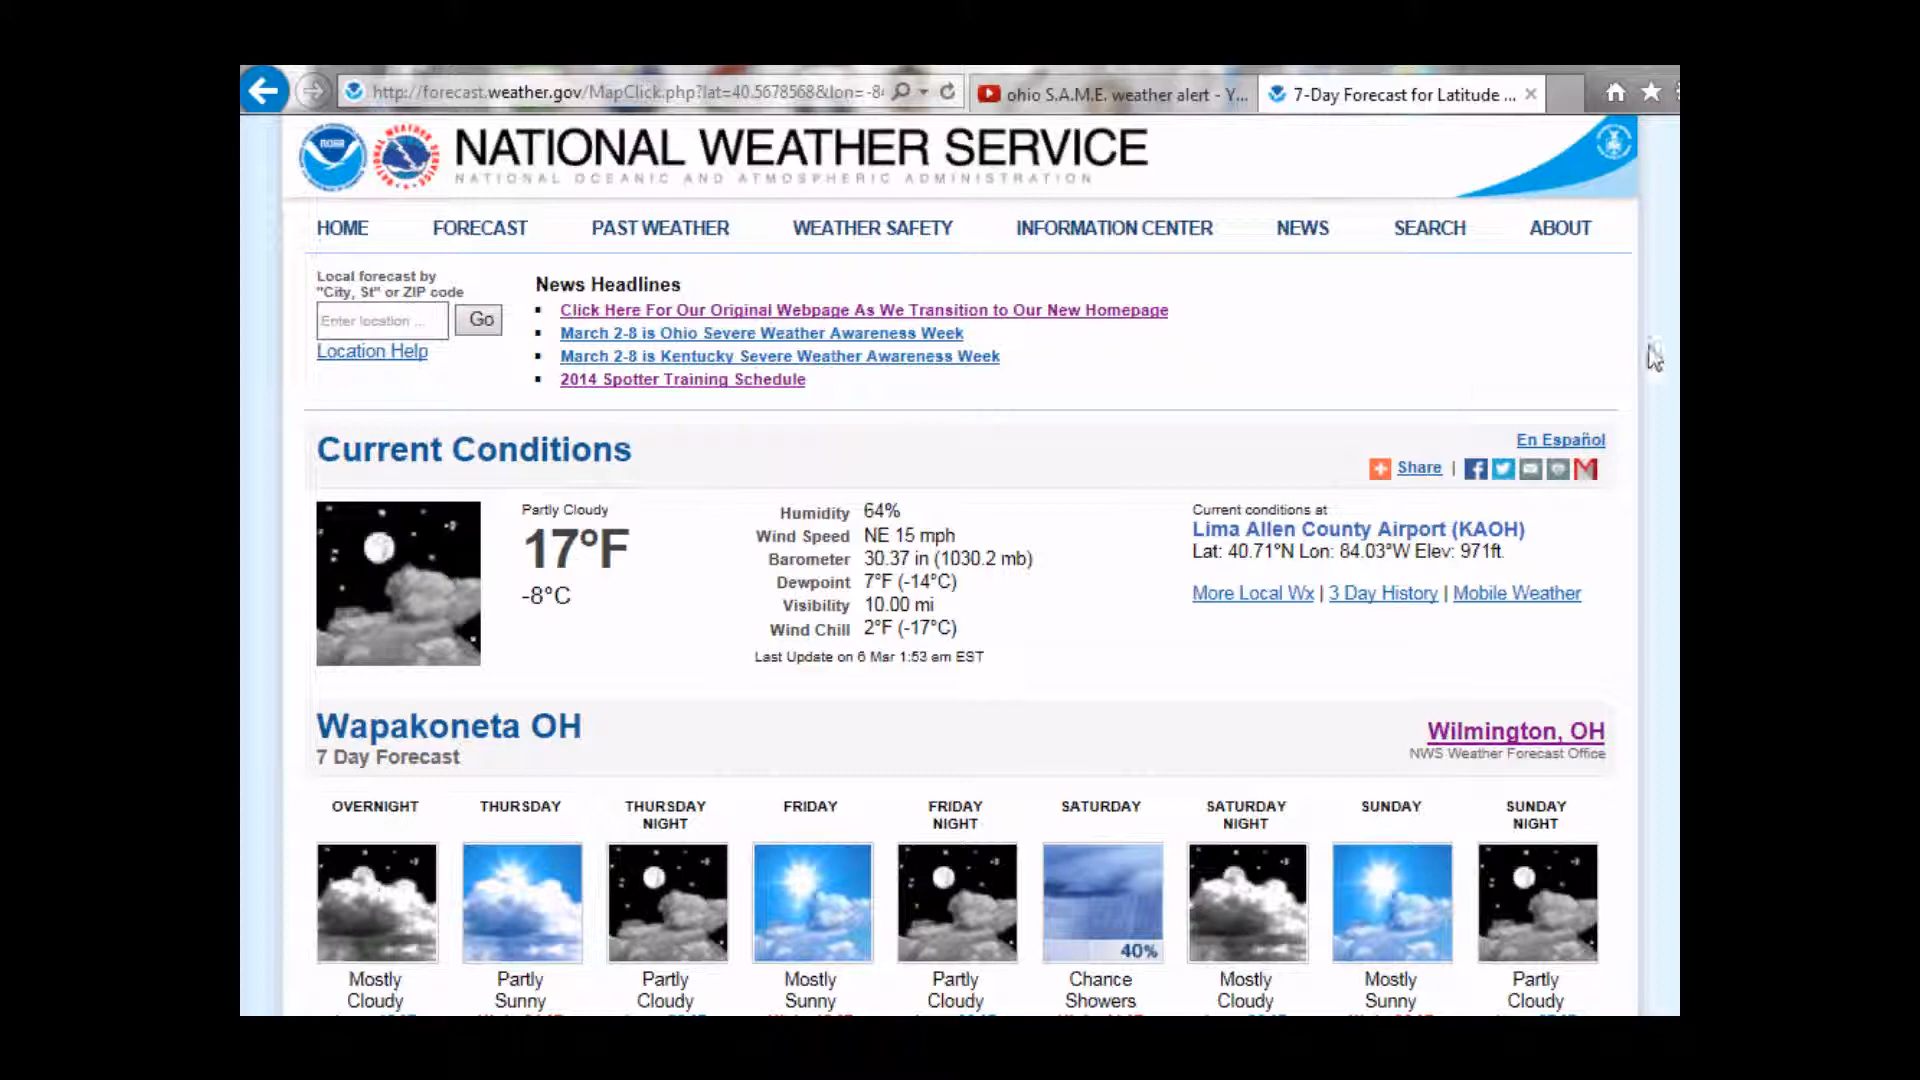 http://forecast.weather.gov/MapClick.php?lat=40.5678568&lon=-84
ohio S.A.M.E. weather alert - Y...
7-Day Forecast for Latitude ...
NOAA
NATIONAL WEATHER SERVICE
NATIONAL OCEANIC AND ATMOSPHERIC ADMINISTRATION
HOME FORECAST PAST WEATHER WEATHER SAFETY INFORMATION CENTER NEWS SEARCH ABOUT
Local forecast by
"City, St" or ZIP code
Enter location ...
Go
Location Help
News Headlines
Click Here For Our Original Webpage As We Transition to Our New Homepage
March 2-8 is Ohio Severe Weather Awareness Week
March 2-8 is Kentucky Severe Weather Awareness Week
2014 Spotter Training Schedule
Current Conditions
En Español
Share |
Partly Cloudy
17°F
-8°C
Humidity 64%
Wind Speed NE 15 mph
Barometer 30.37 in (1030.2 mb)
Dewpoint 7°F (-14°C)
Visibility 10.00 mi
Wind Chill 2°F (-17°C)
Last Update on 6 Mar 1:53 am EST
Current conditions at
Lima Allen County Airport (KAOH)
Lat: 40.71°N Lon: 84.03°W Elev: 971ft.
More Local Wx | 3 Day History | Mobile Weather
Wapakoneta OH
7 Day Forecast
Wilmington, OH
NWS Weather Forecast Office
OVERNIGHT
Mostly
Cloudy
THURSDAY
Partly
Sunny
THURSDAY
NIGHT
Partly
Cloudy
FRIDAY
Mostly
Sunny
FRIDAY
NIGHT
Partly
Cloudy
SATURDAY
40%
Chance
Showers
SATURDAY
NIGHT
Mostly
Cloudy
SUNDAY
Mostly
Sunny
SUNDAY
NIGHT
Partly
Cloudy